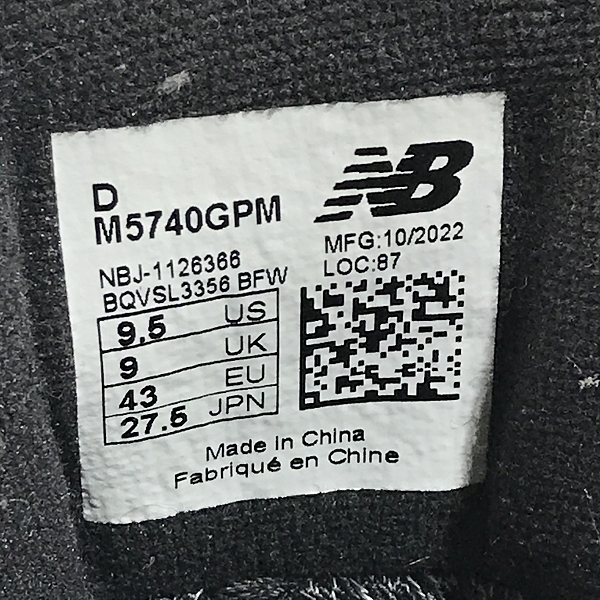 D
M5740GPM
NB
MFG:10/2022
LOC:87
NBJ-1126366
BQVSL3356 BFW
9.5 US
9 UK
43 EU
27.5 JPN
Made in China
Fabriqué en Chine